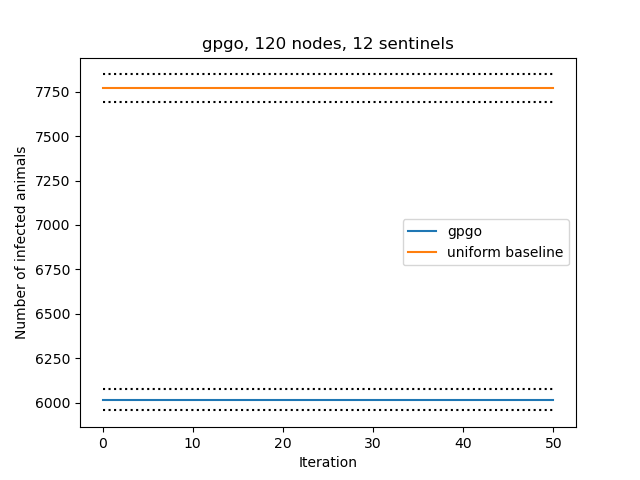 gpgo, 120 nodes, 12 sentinels
Number of infected animals
7750
7500
7250
7000
6750
6500
6250
6000
gpgo
uniform baseline
0 10 20 30 40 50
Iteration